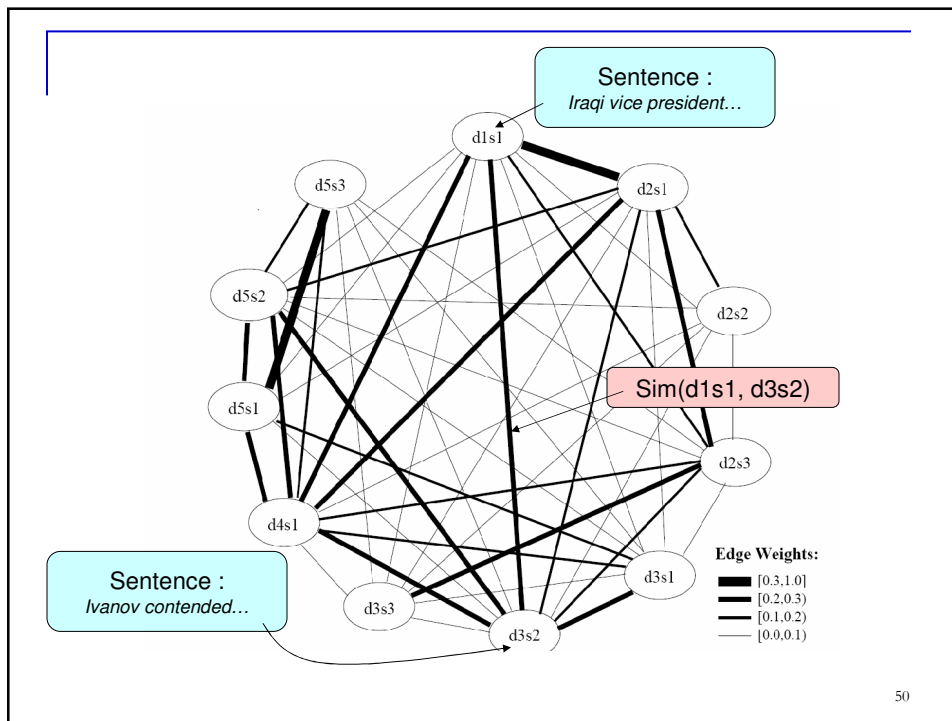 Sentence :
Iraqi vice president…
d1s1
d5s3
d2s1
d5s2
d2s2
Sim(d1s1, d3s2)
d5s1
d2s3
d4s1
Edge Weights:
[0.3,1.0]
[0.2,0.3)
[0.1,0.2)
[0.0,0.1)
d3s1
Sentence :
Ivanov contended…
d3s3
d3s2
50